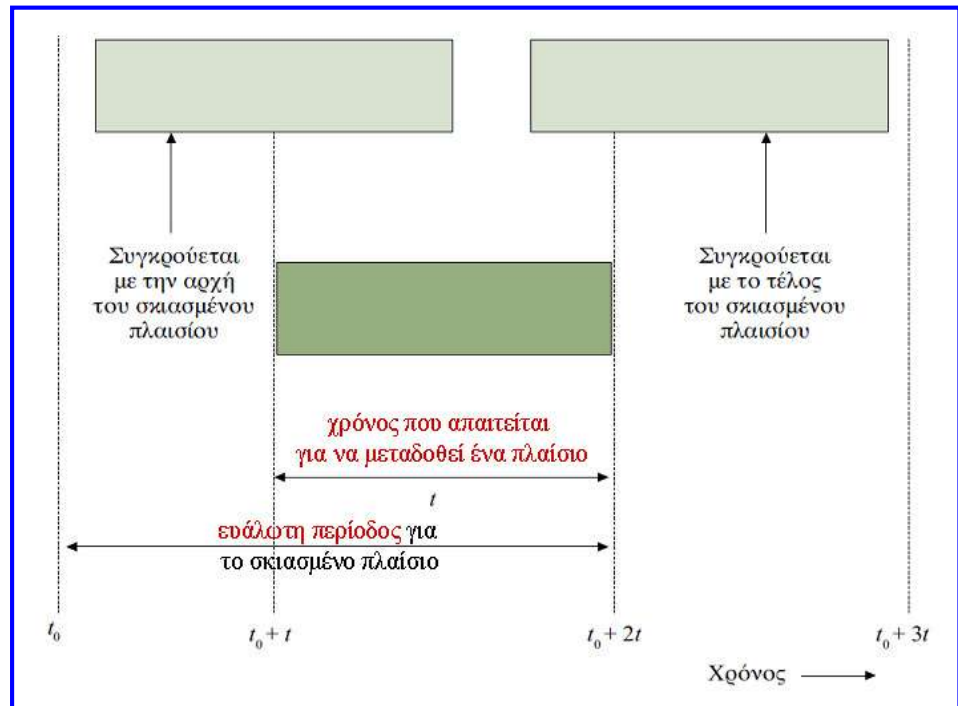 Συγκρούεται
με την αρχή
του σκιασμένου
πλαισίου
Συγκρούεται
με το τέλος
του σκιασμένου
πλαισίου
χρόνος που απαιτείται
για να μεταδοθεί ένα πλαίσιο
t
ευάλωτη περίοδος για
το σκιασμένο πλαίσιο
t₀
t₀ + t
t₀ + 2t
t₀ + 3t
Χρόνος